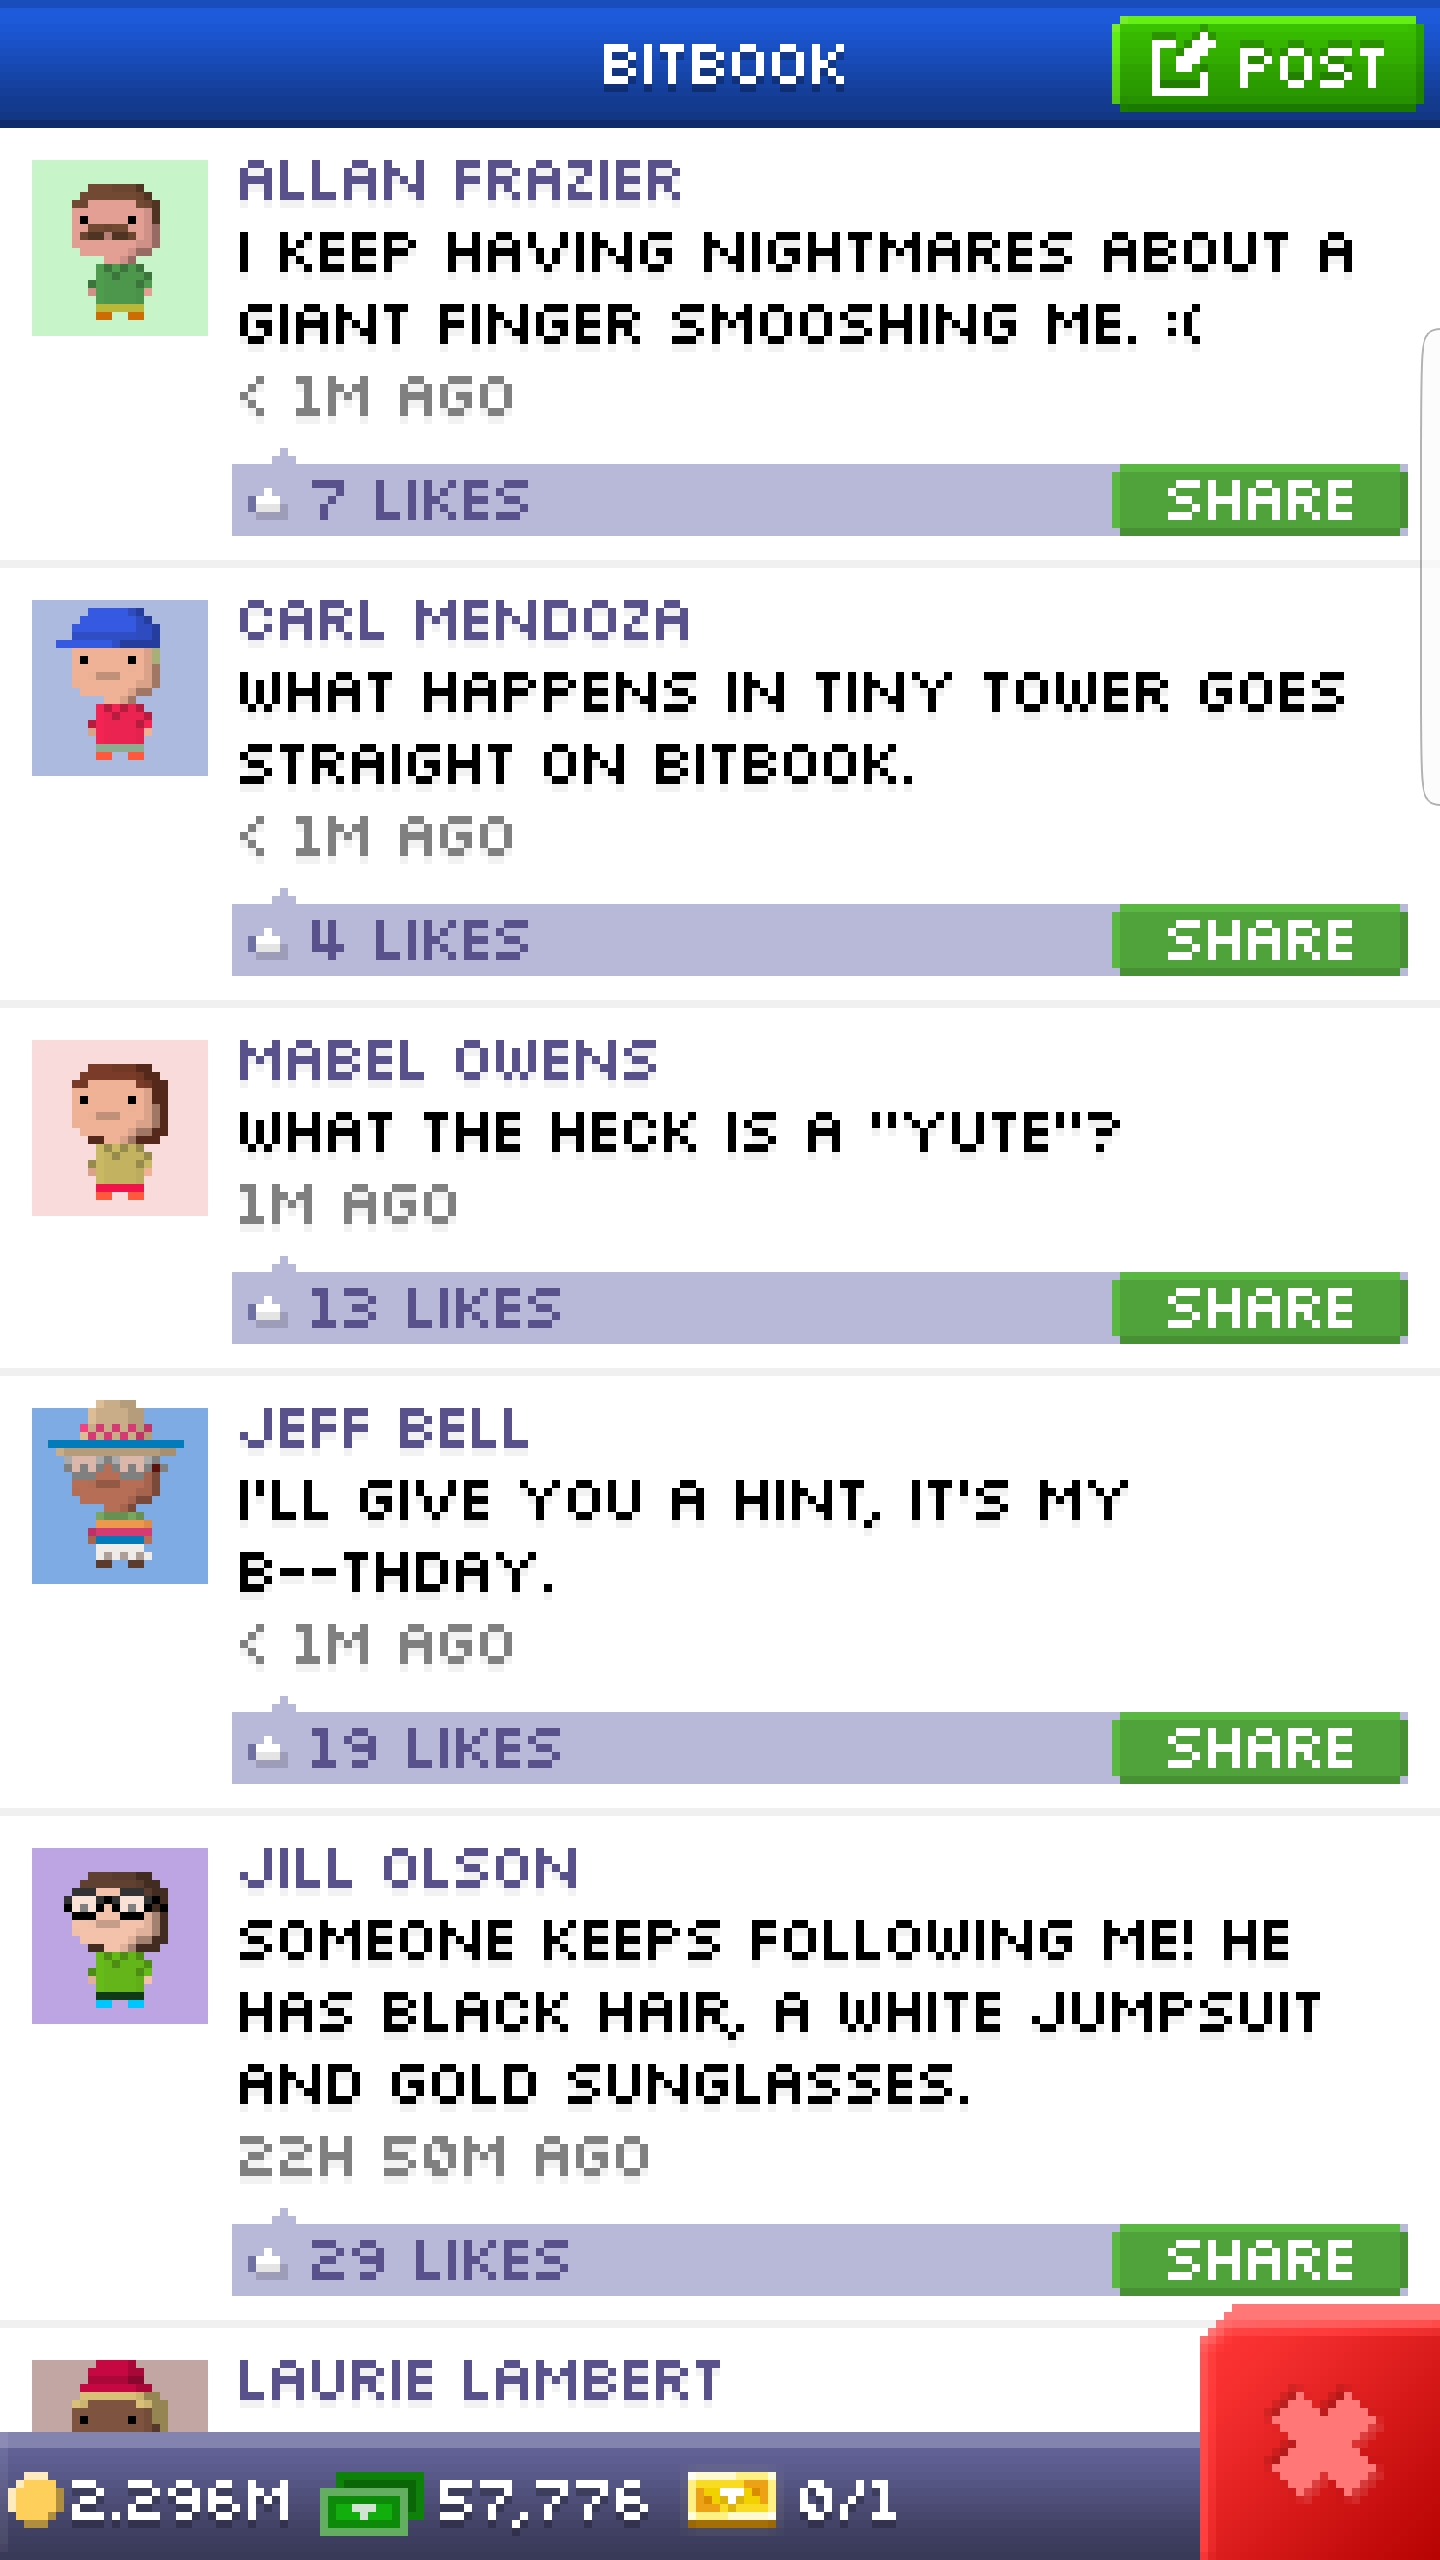 BITBOOK
POST
ALLAN FRAZIER
I KEEP HAVING NIGHTMARES ABOUT A
GIANT FINGER SMOOSHING ME. :(
< 1M AGO
7 LIKES
SHARE
CARL MENDOZA
WHAT HAPPENS IN TINY TOWER GOES
STRAIGHT ON BITBOOK.
< 1M AGO
4 LIKES
SHARE
MABEL OWENS
WHAT THE HECK IS A "YUTE"?
1M AGO
13 LIKES
SHARE
JEFF BELL
I'LL GIVE YOU A HINT, IT'S MY
B--THDAY.
< 1M AGO
19 LIKES
SHARE
JILL OLSON
SOMEONE KEEPS FOLLOWING ME! HE
HAS BLACK HAIR, A WHITE JUMPSUIT
AND GOLD SUNGLASSES.
22H 50M AGO
29 LIKES
SHARE
LAURIE LAMBERT
2.296M 57,776 0/1